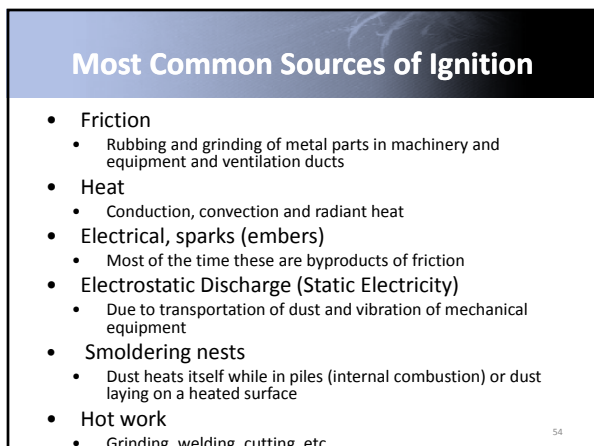 Most Common Sources of Ignition
• Friction
• Rubbing and grinding of metal parts in machinery and
equipment and ventilation ducts
• Heat
• Conduction, convection and radiant heat
• Electrical, sparks (embers)
• Most of the time these are byproducts of friction
• Electrostatic Discharge (Static Electricity)
• Due to transportation of dust and vibration of mechanical
equipment
• Smoldering nests
• Dust heats itself while in piles (internal combustion) or dust
laying on a heated surface
• Hot work
• Grinding, welding, cutting, etc
54